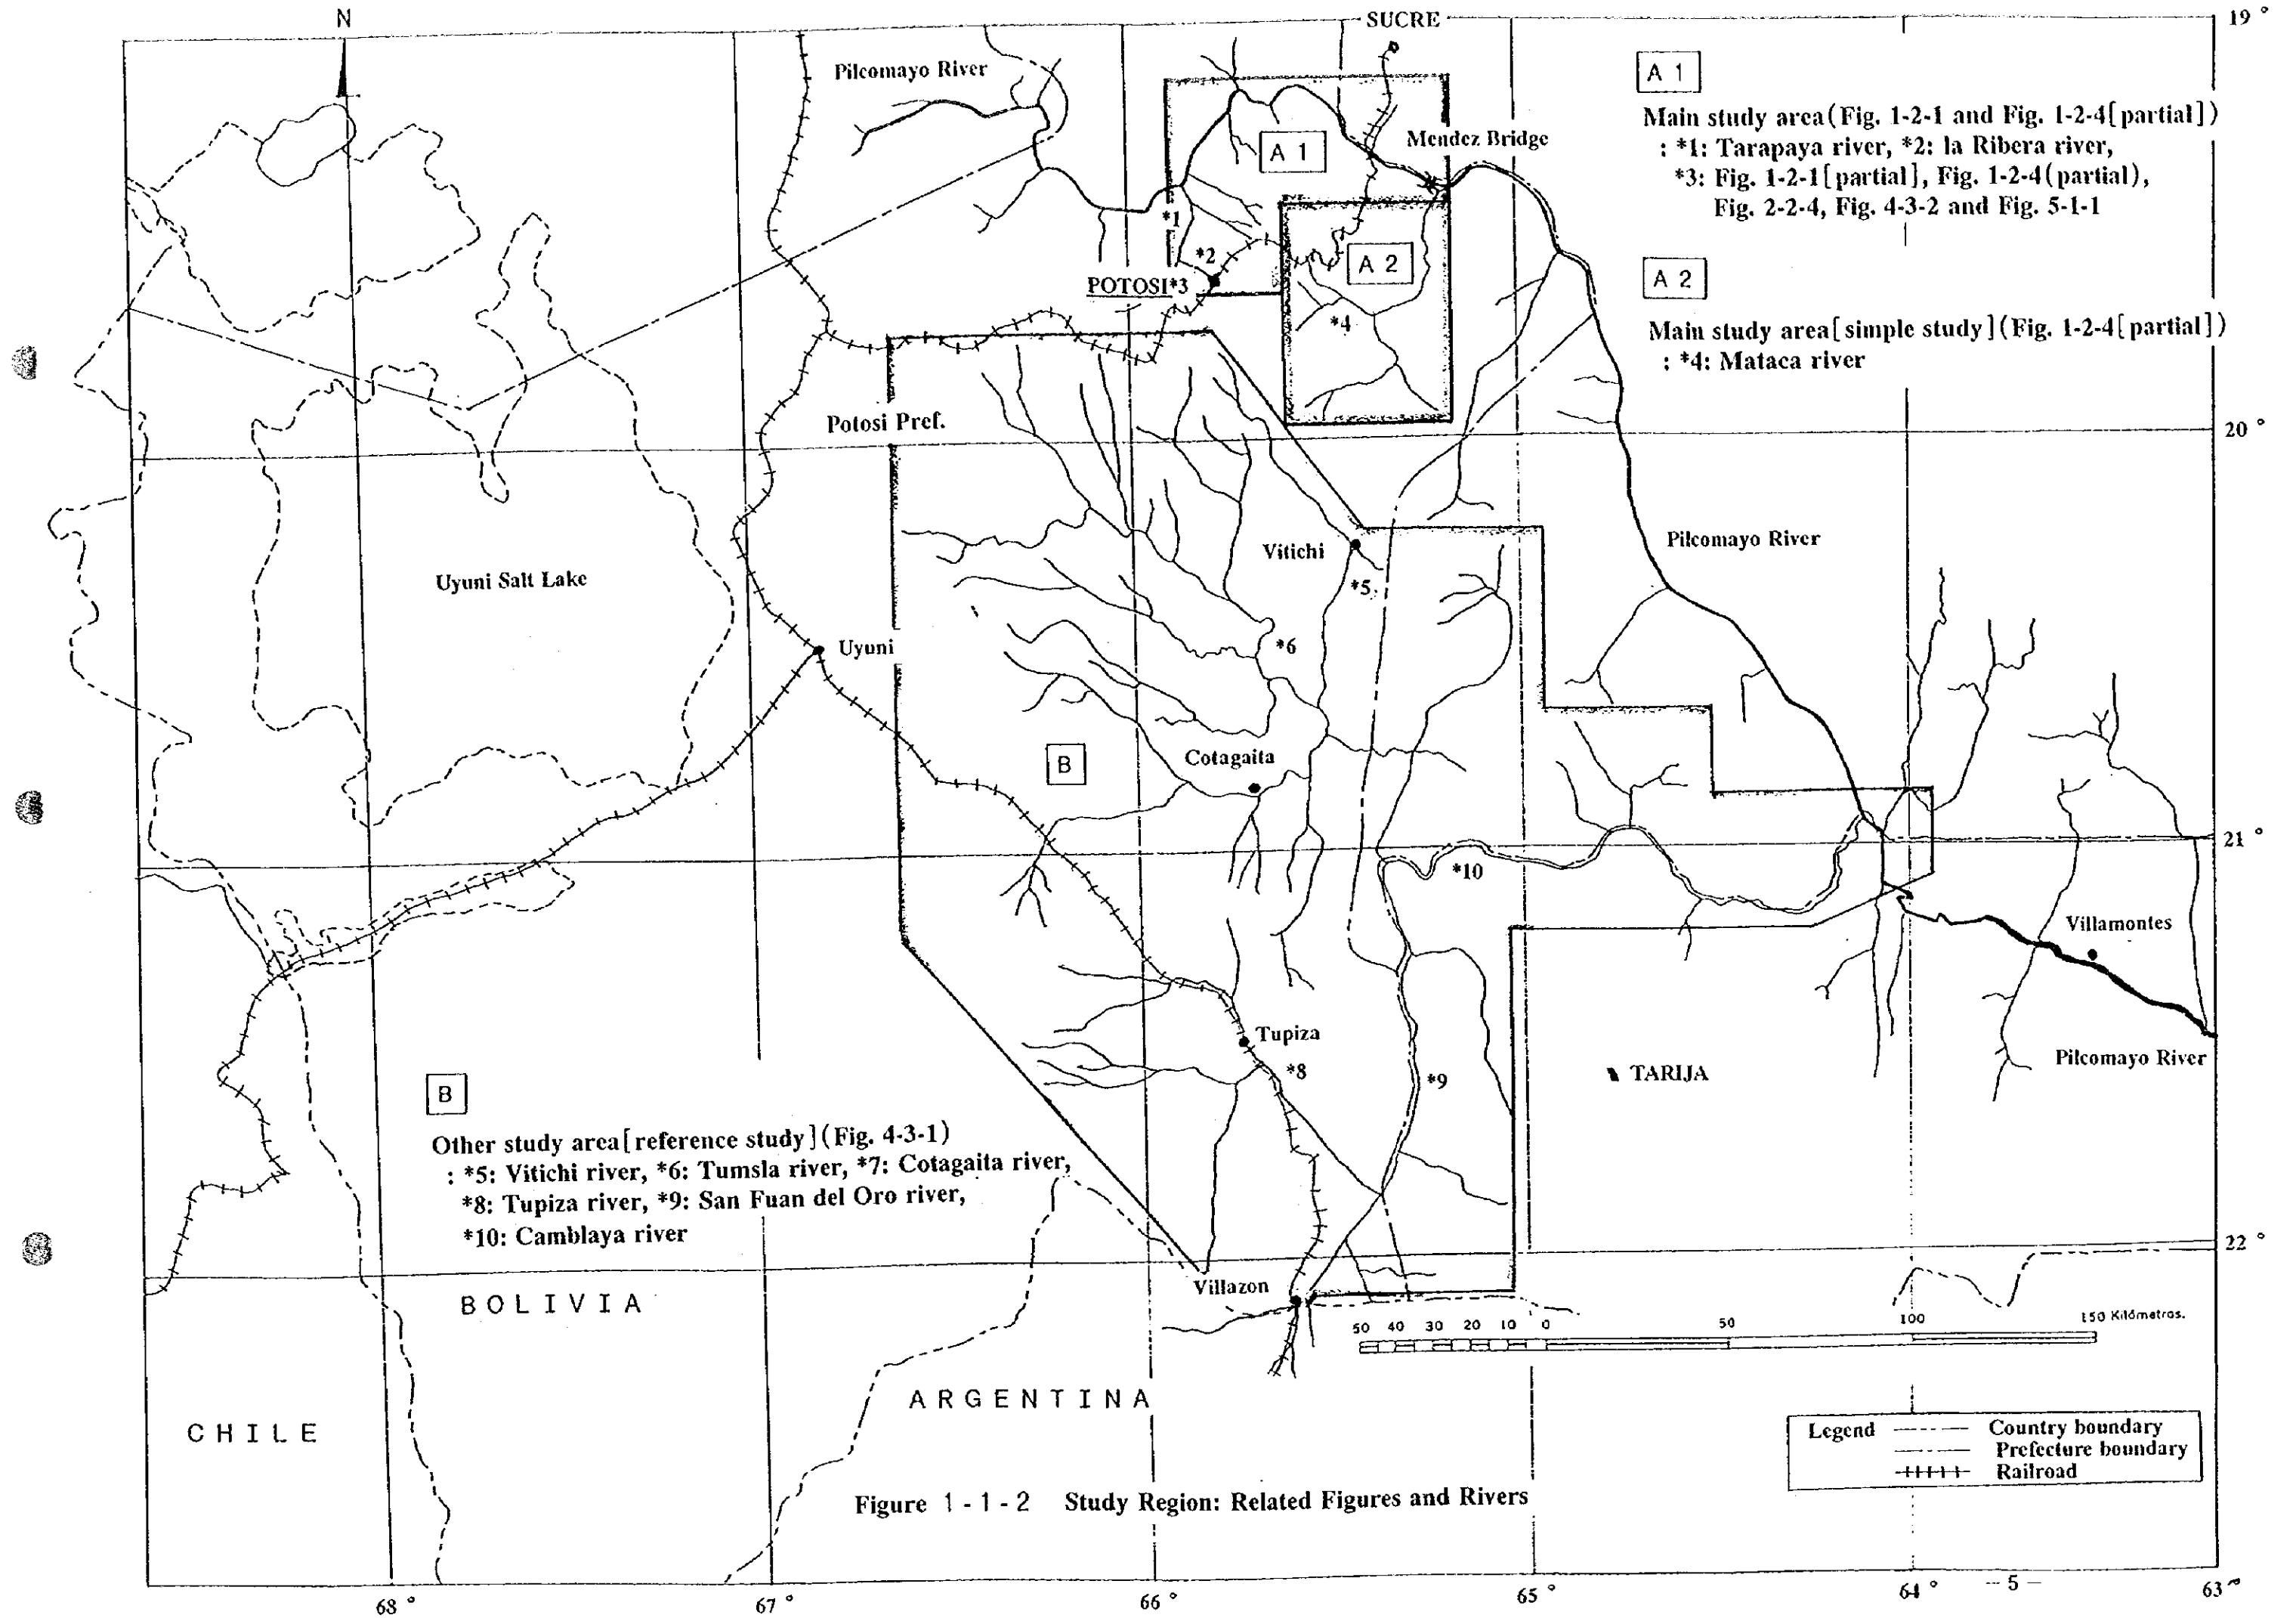 N
SUCRE
19 °
Pilcomayo River
A 1
Main study area(Fig. 1-2-1 and Fig. 1-2-4[partial])
: *1: Tarapaya river, *2: la Ribera river,
*3: Fig. 1-2-1[partial], Fig. 1-2-4(partial),
Fig. 2-2-4, Fig. 4-3-2 and Fig. 5-1-1
Mendez Bridge
A 1
*1
*2
A 2
POTOSI*3
*4
A 2
Main study area[simple study](Fig. 1-2-4[partial])
: *4: Mataca river
Potosi Pref.
20 °
Vitichi
Pilcomayo River
Uyuni Salt Lake
*5
Uyuni
*6
B
Cotagaita
21 °
*10
Villamontes
Tupiza
*8
*9
TARIJA
Pilcomayo River
B
Other study area[reference study](Fig. 4-3-1)
: *5: Vitichi river, *6: Tumsla river, *7: Cotagaita river,
*8: Tupiza river, *9: San Fuan del Oro river,
*10: Camblaya river
22 °
Villazon
BOLIVIA
50 40 30 20 10 0 50 100 150 Kilómetros.
ARGENTINA
CHILE
Legend
Country boundary
Prefecture boundary
Railroad
Figure 1-1-2 Study Region: Related Figures and Rivers
68 ° 67 ° 66 ° 65 ° 64 ° 63 °
-5-